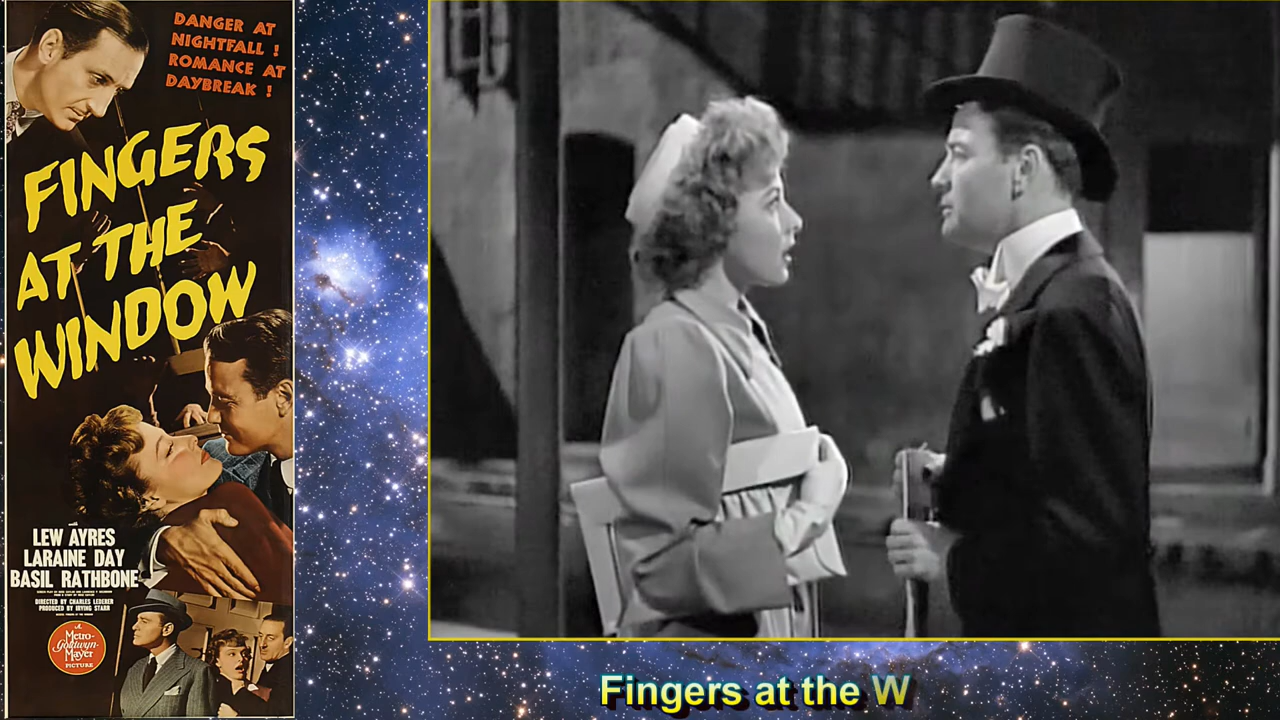 DANGER AT
NIGHTFALL !
ROMANCE AT
DAYBREAK !
FINGERS
AT THE
WINDOW
with
LEW AYRES
LARAINE DAY
BASIL RATHBONE
DIRECTED BY CHARLES LEDERER
PRODUCED BY IRVING STARR
A
Metro-
Goldwyn-
Mayer
PICTURE
Fingers at the W